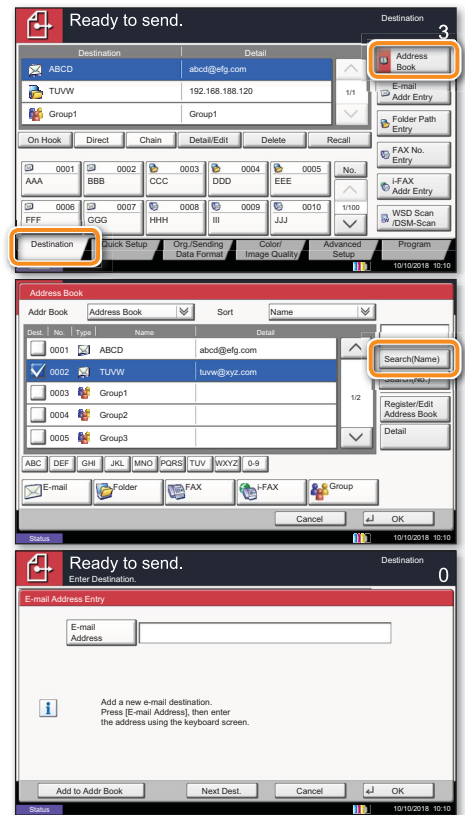 Ready to send.
Destination
3
Destination Detail
ABCD abcd@efg.com
TUVW 192.168.188.120
Group1 Group1
1/1
Address
Book
E-mail
Addr Entry
Folder Path
Entry
FAX No.
Entry
i-FAX
Addr Entry
WSD Scan
/DSM-Scan
On Hook Direct Chain Detail/Edit Delete Recall
0001 0002 0003 0004 0005 No.
AAA BBB CCC DDD EEE
0006 0007 0008 0009 0010 1/100
FFF GGG HHH III JJJ
Destination Quick Setup Org./Sending
Data Format Color/
Image Quality Advanced
Setup Program
10/10/2018 10:10
Address Book
Addr Book Address Book Sort Name
Dest. No. Type Name Detail
0001 ABCD abcd@efg.com
0002 TUVW tuvw@xyz.com
0003 Group1
0004 Group2
0005 Group3
1/2
Search(Name)
Search(No.)
Register/Edit
Address Book
Detail
ABC DEF GHI JKL MNO PQRS TUV WXYZ 0-9
E-mail Folder FAX i-FAX Group
Cancel OK
Status 10/10/2018 10:10
Ready to send.
Enter Destination.
Destination
0
E-mail Address Entry
E-mail
Address
Add a new e-mail destination.
Press [E-mail Address], then enter
the address using the keyboard screen.
Add to Addr Book Next Dest. Cancel OK
Status 10/10/2018 10:10